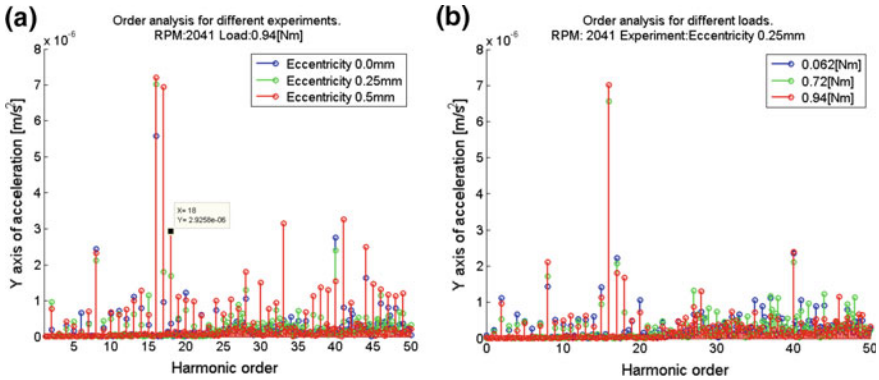 (a)
Order analysis for different experiments.
RPM:2041 Load:0.94[Nm]
8 x 10-6
7
6
5
4
3
2
1
0
Y axis of acceleration [m/s²]
Eccentricity 0.0mm
Eccentricity 0.25mm
Eccentricity 0.5mm
X= 18
Y= 2.9258e-06
5 10 15 20 25 30 35 40 45 50
Harmonic order
(b)
Order analysis for different loads.
RPM: 2041 Experiment:Eccentricity 0.25mm
8 x 10-6
7
6
5
4
3
2
1
0
Y axis of acceleration [m/s²]
0.062[Nm]
0.72[Nm]
0.94[Nm]
0 10 20 30 40 50
Harmonic order